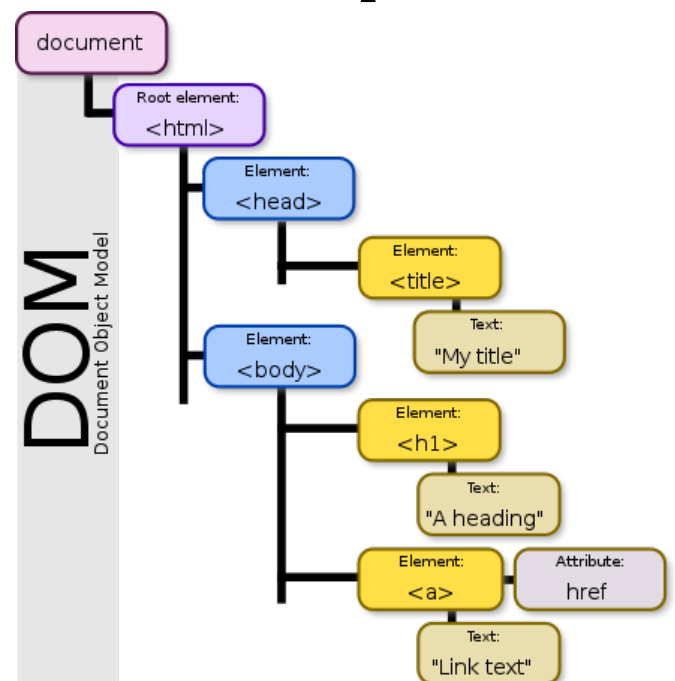 document
Root element:
<html>
Element:
<head>
Element:
<title>
Text:
"My title"
DOM
Document Object Model
Element:
<body>
Element:
<h1>
Text:
"A heading"
Element:
<a>
Attribute:
href
Text:
"Link text"